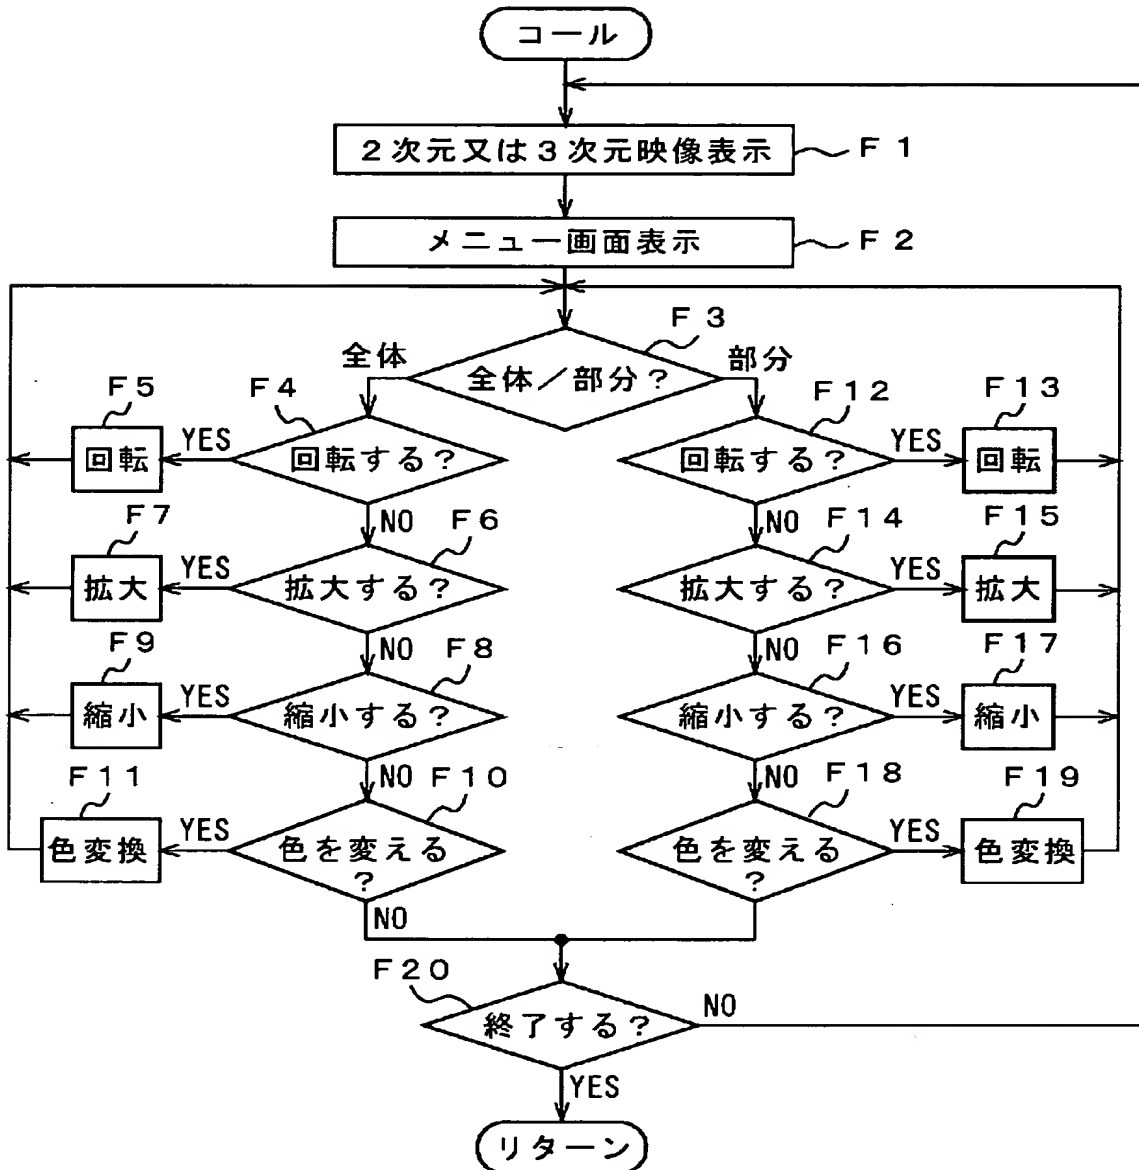 コール
2次元又は3次元映像表示
F1
メニュー画面表示
F2
F3
全体
全体/部分?
部分
F5
F4
F12
F13
回転
YES
回転する?
回転する?
YES
回転
F7
NO
F6
NO
F14
F15
拡大
YES
拡大する?
拡大する?
YES
拡大
F9
NO
F8
NO
F16
F17
縮小
YES
縮小する?
縮小する?
YES
縮小
F11
NO
F10
NO
F18
F19
色変換
YES
色を変える
?
色を変える
?
YES
色変換
NO
F20
終了する?
NO
YES
リターン